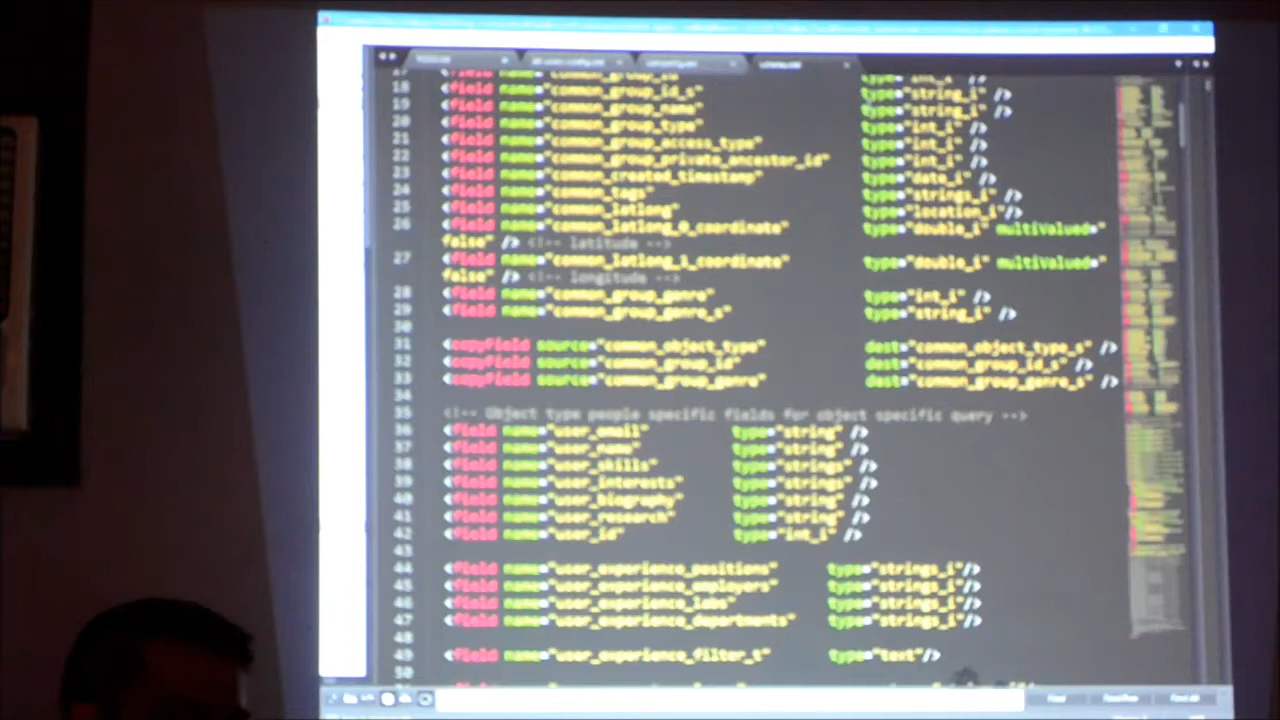 17 <field name="common_group_id" type="int_i" />
18 <field name="common_group_id_s" type="string_i" />
19 <field name="common_group_name" type="string_i" />
20 <field name="common_group_type" type="int_i" />
21 <field name="common_group_access_type" type="int_i" />
22 <field name="common_group_private_ancestor_id" type="int_i" />
23 <field name="common_created_timestamp" type="date_i" />
24 <field name="common_tags" type="strings_i" />
25 <field name="common_latlong" type="location_i"/>
26 <field name="common_latlong_0_coordinate" type="double_i" multiValued="
false" /> <!-- latitude -->
27 <field name="common_latlong_1_coordinate" type="double_i" multiValued="
false" /> <!-- longitude -->
28 <field name="common_group_genre" type="int_i" />
29 <field name="common_group_genre_s" type="string_i" />
30
31 <copyField source="common_object_type" dest="common_object_type_s" />
32 <copyField source="common_group_id" dest="common_group_id_s" />
33 <copyField source="common_group_genre" dest="common_group_genre_s" />
34
35 <!-- Object type people specific fields for object specific query -->
36 <field name="user_email" type="string" />
37 <field name="user_name" type="string" />
38 <field name="user_skills" type="strings" />
39 <field name="user_interests" type="strings" />
40 <field name="user_biography" type="string" />
41 <field name="user_research" type="string" />
42 <field name="user_id" type="int_i" />
43
44 <field name="user_experience_positions" type="strings_i"/>
45 <field name="user_experience_employers" type="strings_i"/>
46 <field name="user_experience_labs" type="strings_i"/>
47 <field name="user_experience_departments" type="strings_i"/>
48
49 <field name="user_experience_filter_t" type="text"/>
50